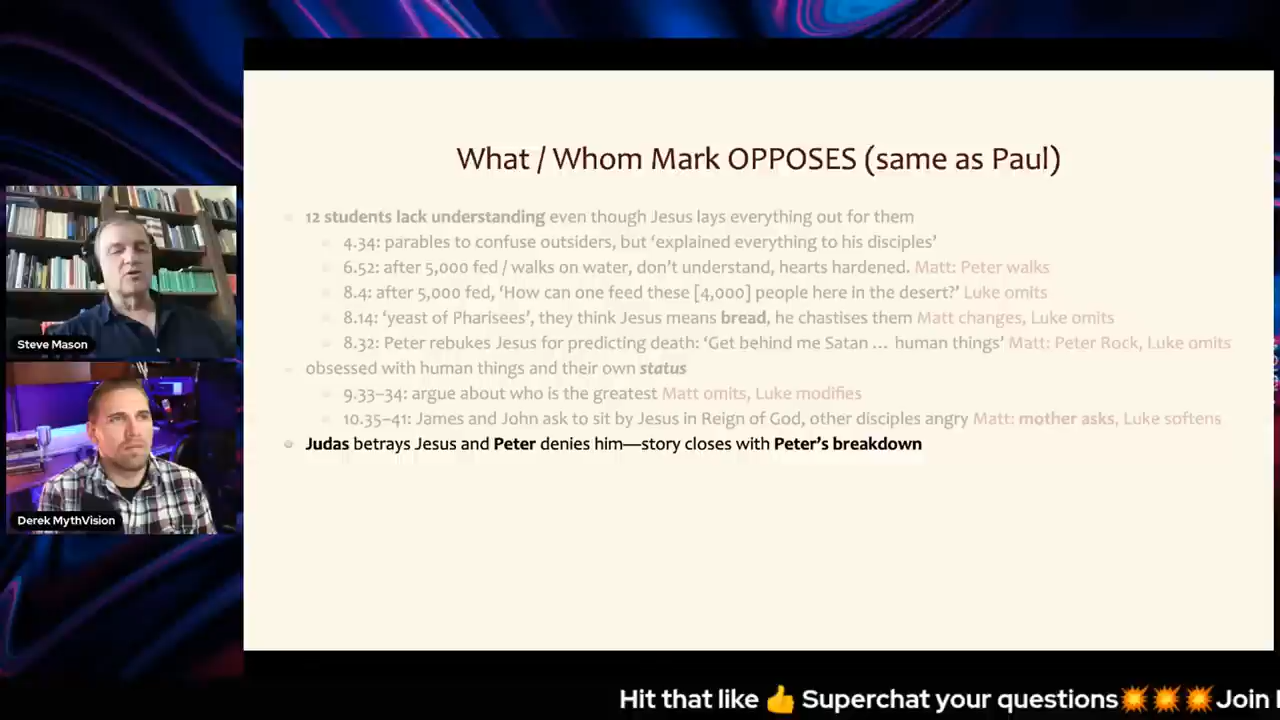 What / Whom Mark OPPOSES (same as Paul)
12 students lack understanding even though Jesus lays everything out for them
4.34: parables to confuse outsiders, but ‘explained everything to his disciples’
6.52: after 5,000 fed / walks on water, don’t understand, hearts hardened. Matt: Peter walks
8.4: after 5,000 fed, ‘How can one feed these [4,000] people here in the desert?’ Luke omits
8.14: ‘yeast of Pharisees’, they think Jesus means bread, he chastises them Matt changes, Luke omits
8.32: Peter rebukes Jesus for predicting death: ‘Get behind me Satan … human things’ Matt: Peter Rock, Luke omits
obsessed with human things and their own status
9.33–34: argue about who is the greatest Matt omits, Luke modifies
10.35–41: James and John ask to sit by Jesus in Reign of God, other disciples angry Matt: mother asks, Luke softens
Judas betrays Jesus and Peter denies him—story closes with Peter’s breakdown
Steve Mason
Derek MythVision
Hit that like 👍 Superchat your questions💥💥💥Join